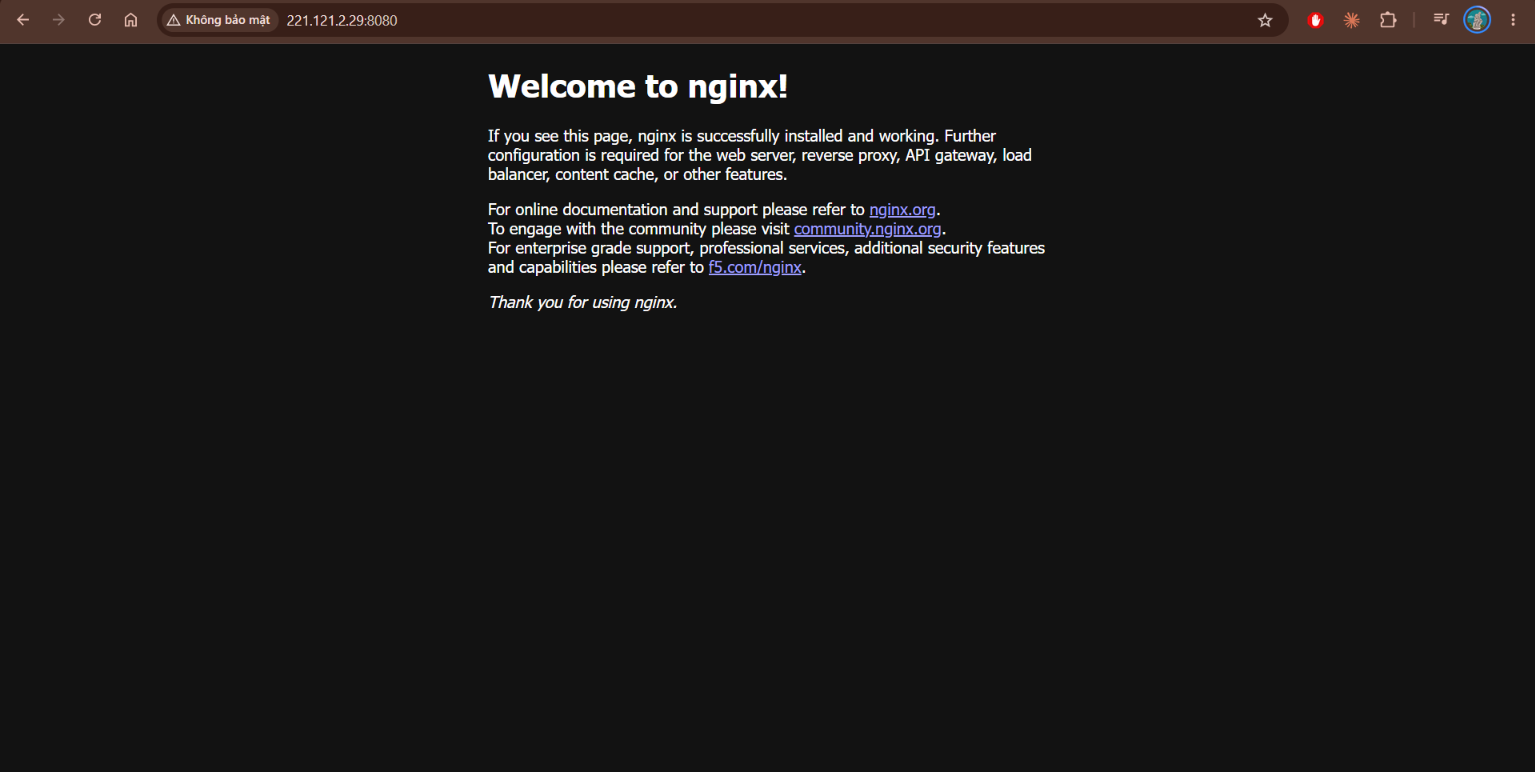 Không bảo mật 221.121.2.29:8080
Welcome to nginx!
If you see this page, nginx is successfully installed and working. Further
configuration is required for the web server, reverse proxy, API gateway, load
balancer, content cache, or other features.
For online documentation and support please refer to nginx.org.
To engage with the community please visit community.nginx.org.
For enterprise grade support, professional services, additional security features
and capabilities please refer to f5.com/nginx.
Thank you for using nginx.